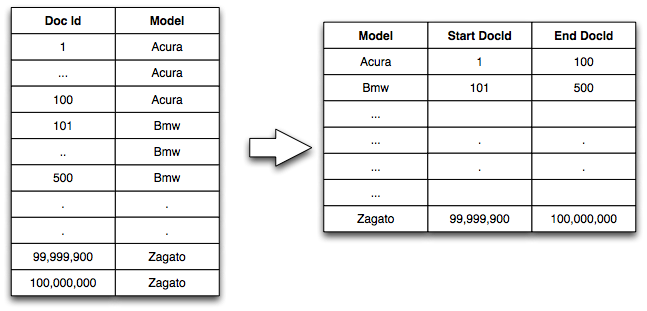 Doc Id Model
1 Acura
... Acura
100 Acura
101 Bmw
.. Bmw
500 Bmw
. .
. .
99,999,900 Zagato
100,000,000 Zagato
Model Start DocId End DocId
Acura 1 100
Bmw 101 500
...
... . .
... . .
...
Zagato 99,999,900 100,000,000